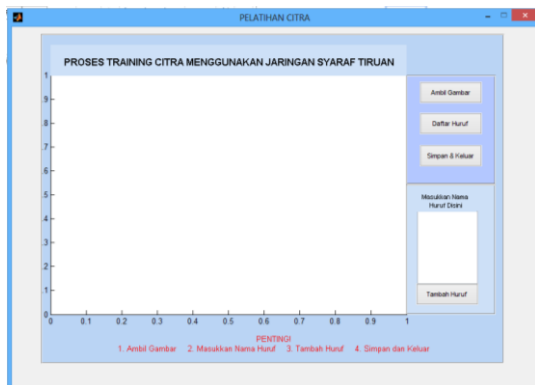 PELATIHAN CITRA
PROSES TRAINING CITRA MENGGUNAKAN JARINGAN SYARAF TIRUAN
Ambil Gambar
Daftar Huruf
Simpan & Keluar
Masukkan Nama
Huruf Disini
Tambah Huruf
1
.9
.8
.7
.6
.5
.4
.3
.2
.1
0
0 0.1 0.2 0.3 0.4 0.5 0.6 0.7 0.8 0.9 1
PENTING!
1. Ambil Gambar 2. Masukkan Nama Huruf 3. Tambah Huruf 4. Simpan dan Keluar